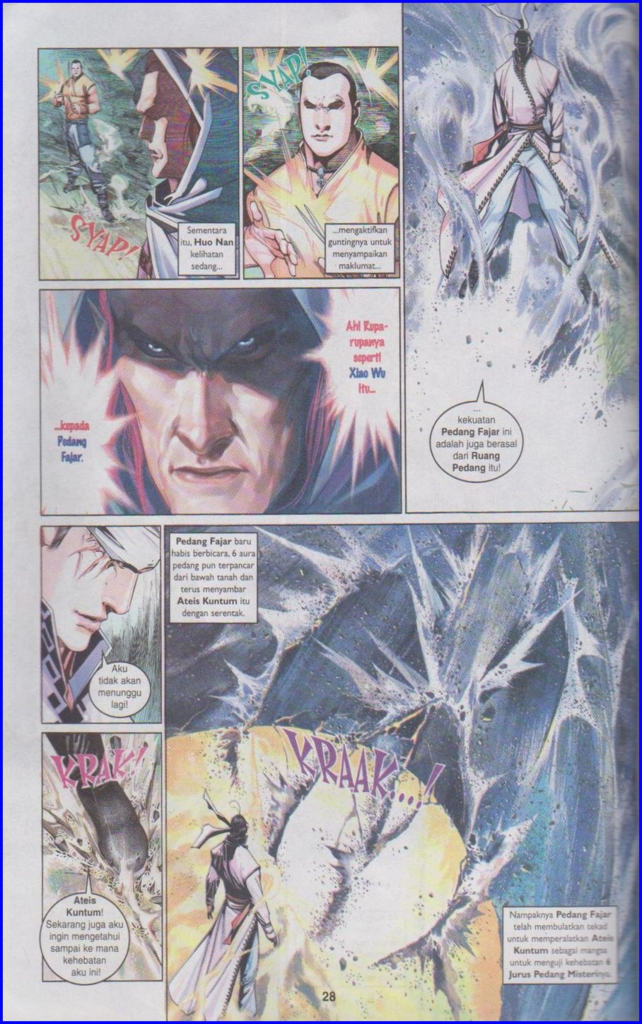 SYAP!
Sementara
itu, Huo Nan
kelihatan
sedang...
SYAP!
...mengaktifkan
guntingnya untuk
menyampaikan
maklumat...
Ah! Rupa-
rupanya
seperti
Xiao Wu
itu...
...kepada
Pedang
Fajar.
...
kekuatan
Pedang Fajar ini
adalah juga berasal
dari Ruang
Pedang itu!
Aku
tidak akan
menunggu
lagi!
Pedang Fajar baru
habis berbicara, 6 aura
pedang pun terpancar
dari bawah tanah dan
terus menyambar
Ateis Kuntum itu
dengan serentak.
KRAK!
Ateis
Kuntum!
Sekarang juga aku
ingin mengetahui
sampai ke mana
kehebatan
aku ini!
KRAAK...!
Nampaknya Pedang Fajar
telah membulatkan tekad
untuk memperalatkan Ateis
Kuntum sebagai mangsa
untuk menguji kehebatan 6
Jurus Pedang Misterinya.
28